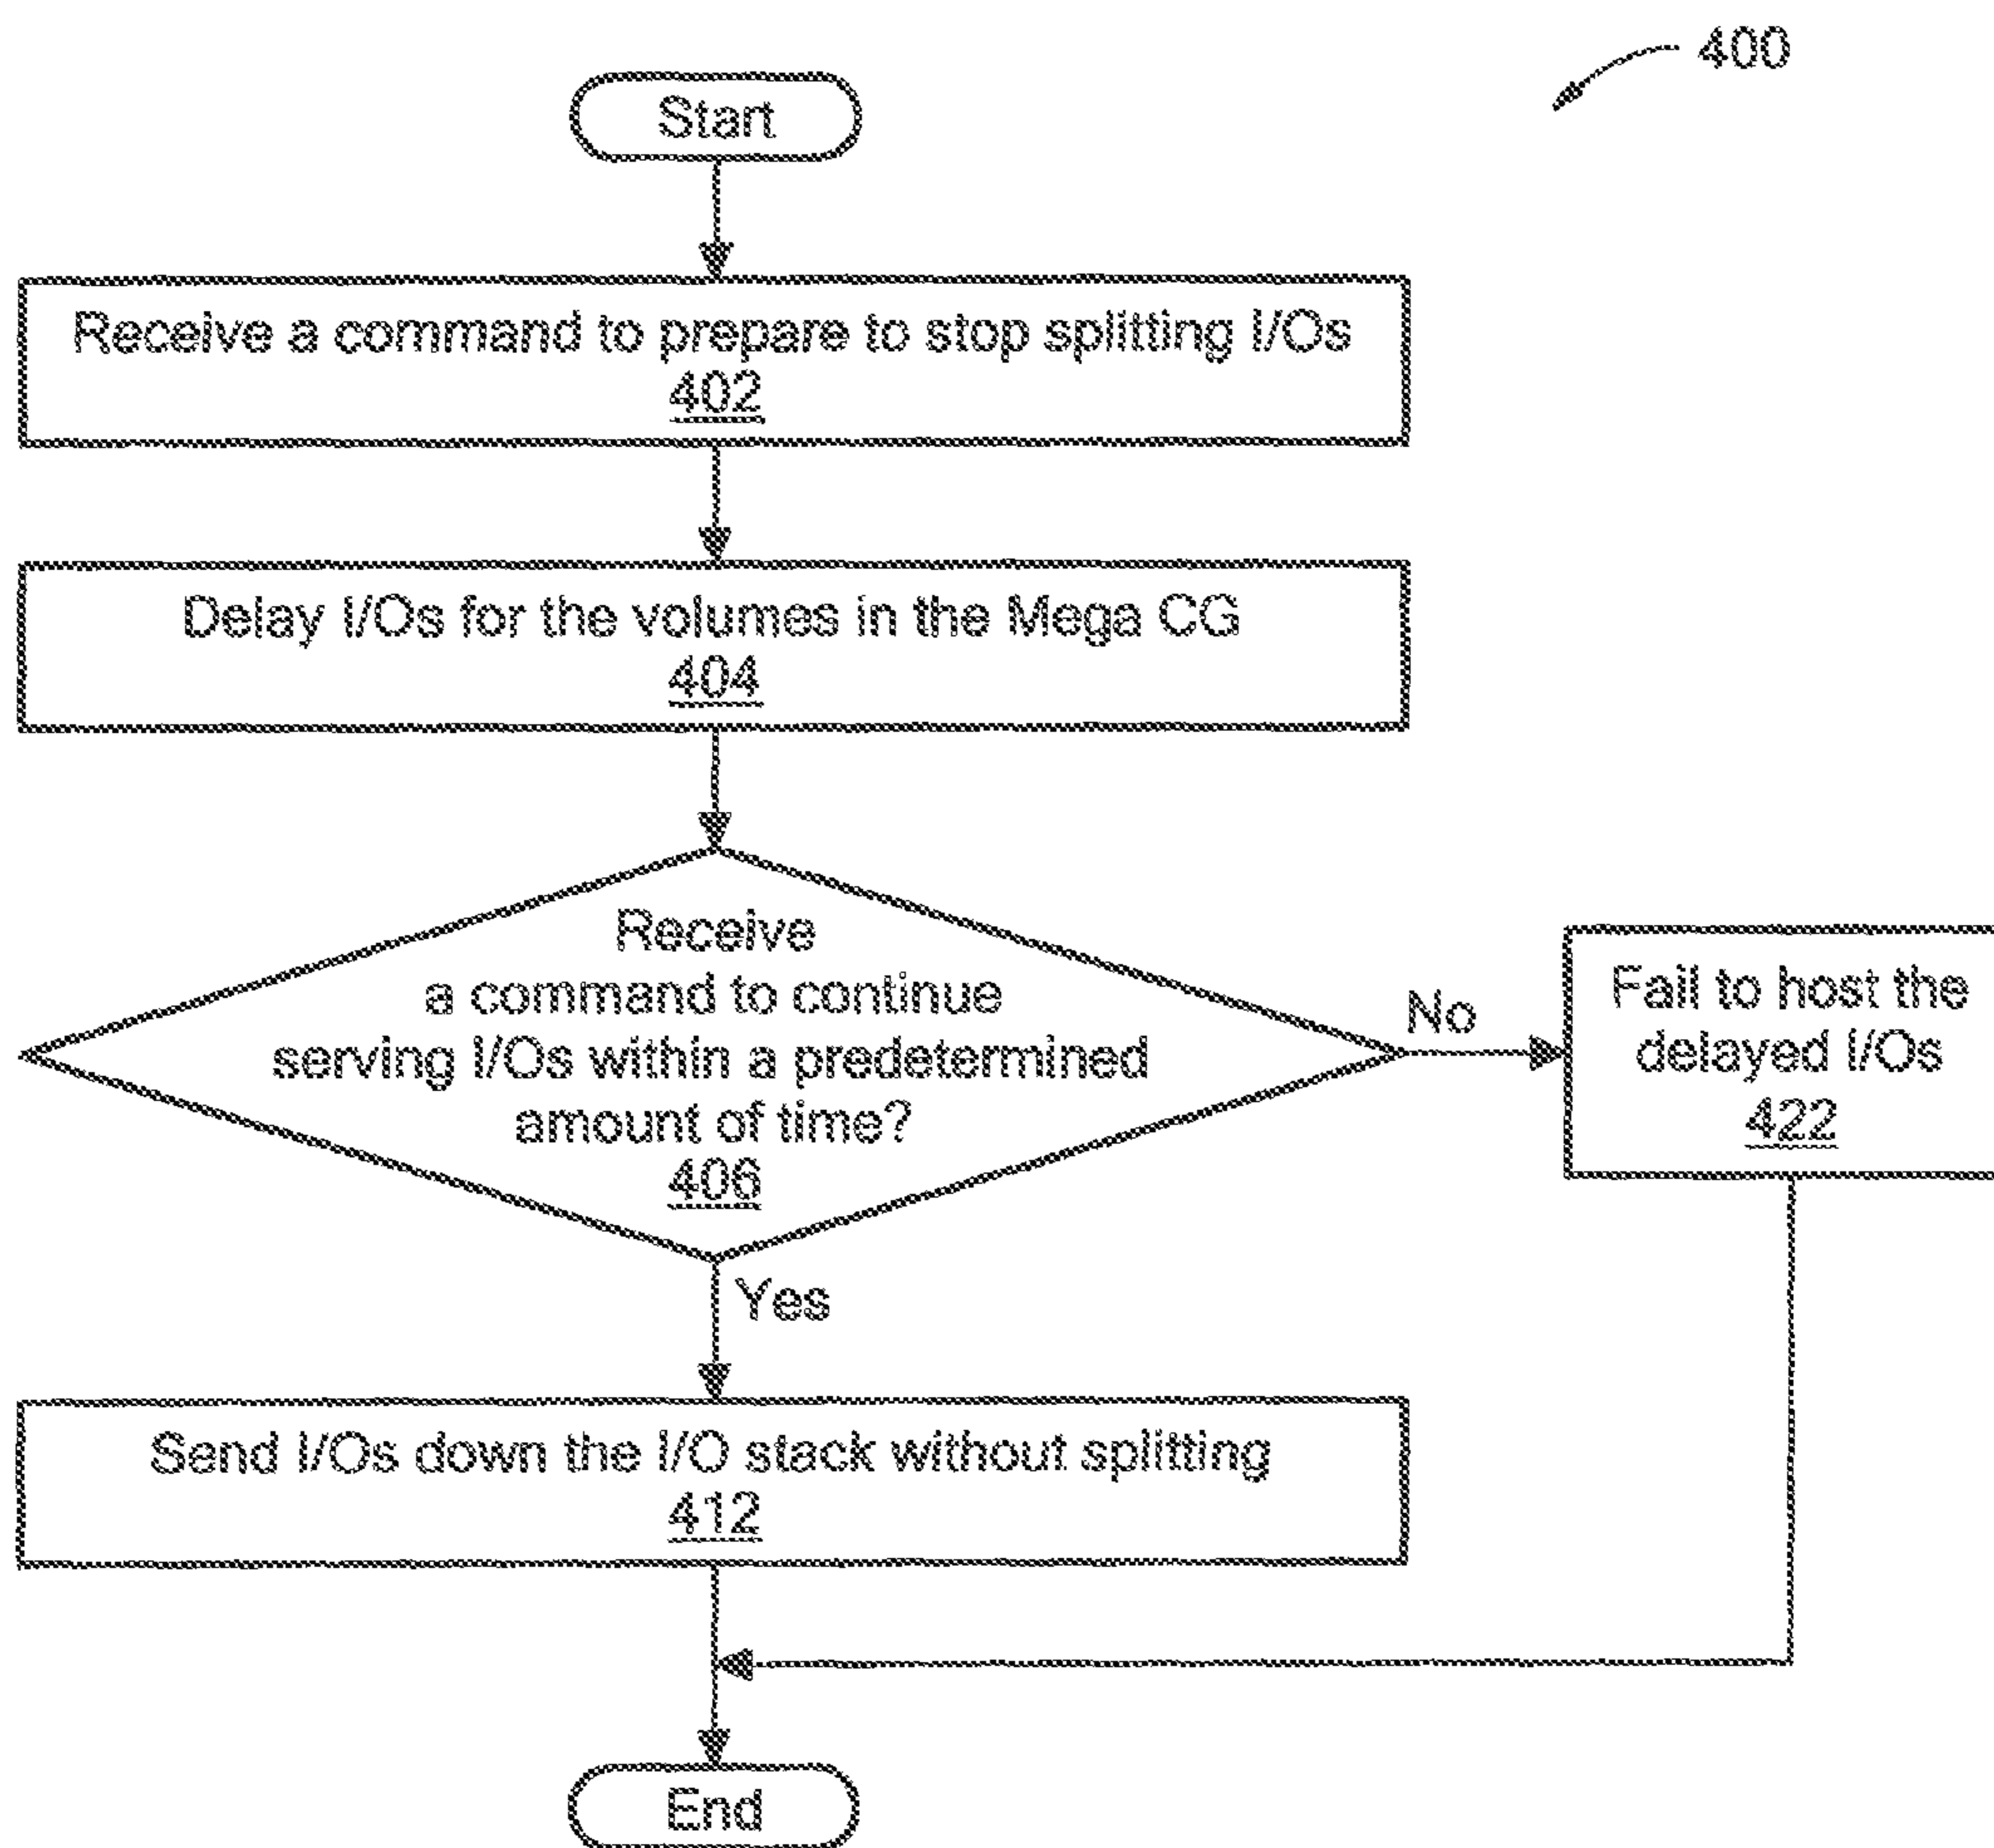 400
Start
Receive a command to prepare to stop splitting I/Os
402
Delay I/Os for the volumes in the Mega CG
404
Receive
a command to continue
serving I/Os within a predetermined
amount of time?
406
No
Fail to host the
delayed I/Os
422
Yes
Send I/Os down the I/O stack without splitting
412
End